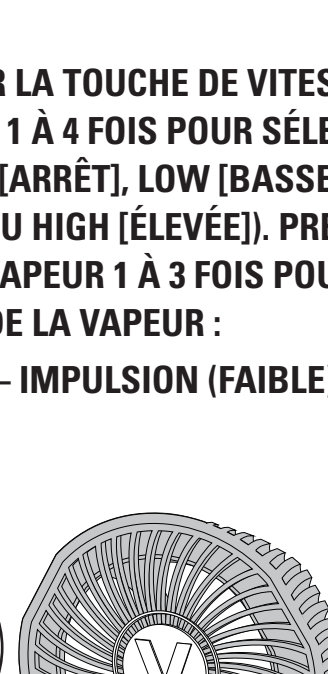 R LA TOUCHE DE VITES
1 À 4 FOIS POUR SÉLE
[ARRÊT], LOW [BASSE
U HIGH [ÉLEVÉE]). PRE
APEUR 1 À 3 FOIS POU
DE LA VAPEUR :
– IMPULSION (FAIBLE)